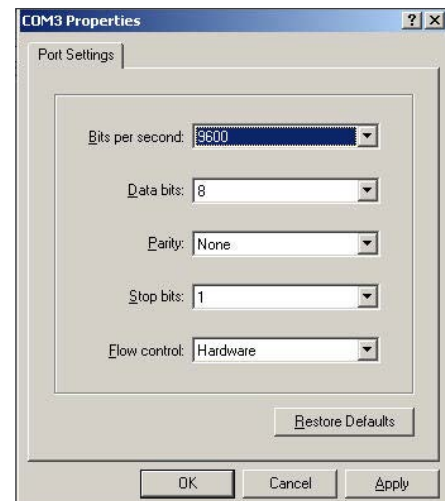 COM3 Properties
Port Settings
Bits per second: 9600
Data bits: 8
Parity: None
Stop bits: 1
Flow control: Hardware
Restore Defaults
OK Cancel Apply